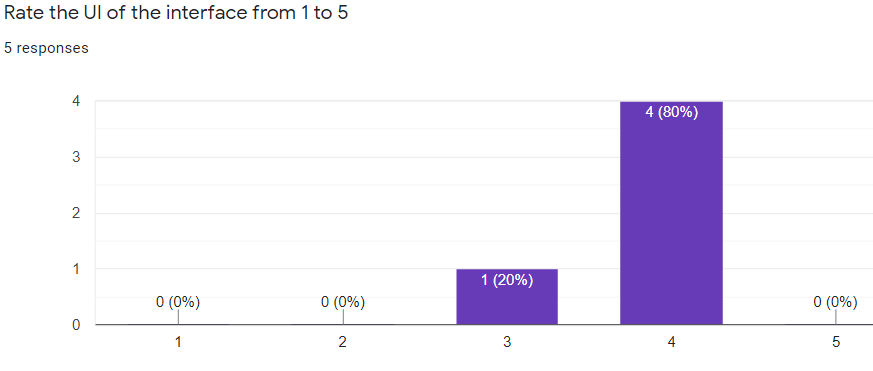 Rate the UI of the interface from 1 to 5
5 responses
4
4 (80%)
3
2
1
1 (20%)
0 (0%) 0 (0%) 0 (0%)
0
1 2 3 4 5